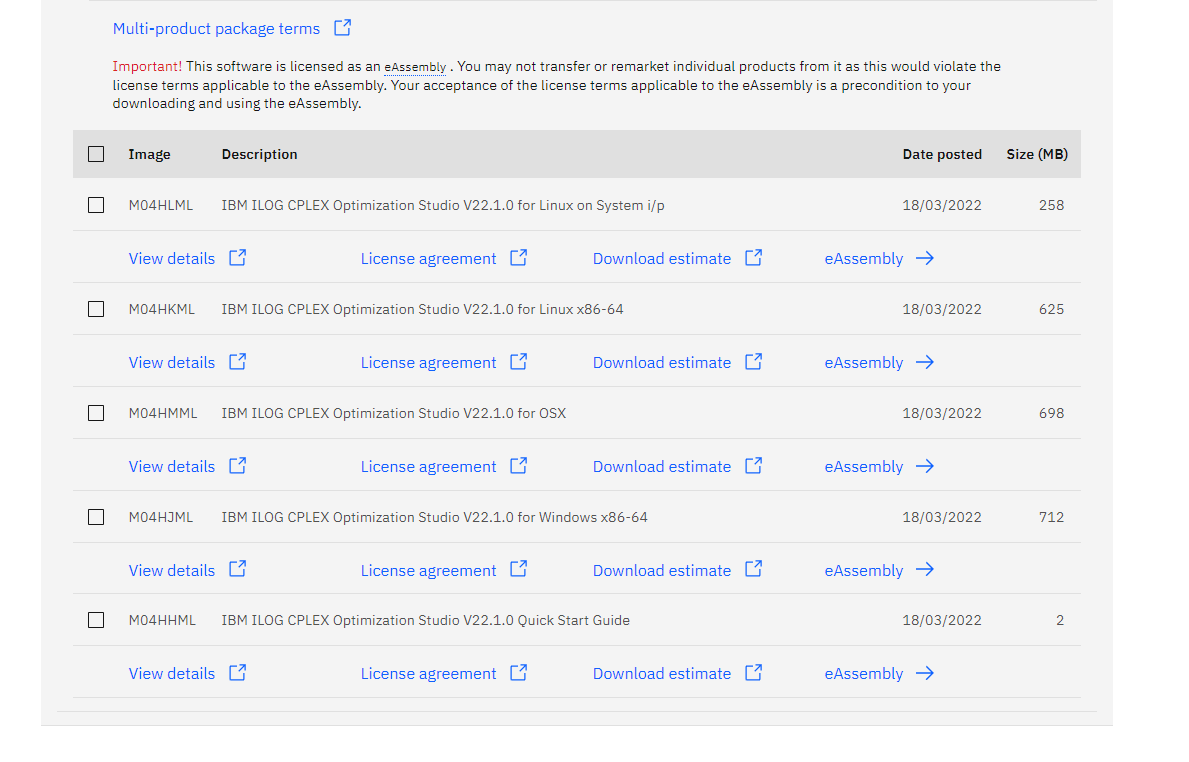 Multi-product package terms
Important! This software is licensed as an eAssembly . You may not transfer or remarket individual products from it as this would violate the
license terms applicable to the eAssembly. Your acceptance of the license terms applicable to the eAssembly is a precondition to your
downloading and using the eAssembly.
Image Description Date posted Size (MB)
M04HLML IBM ILOG CPLEX Optimization Studio V22.1.0 for Linux on System i/p 18/03/2022 258
View details License agreement Download estimate eAssembly
M04HKML IBM ILOG CPLEX Optimization Studio V22.1.0 for Linux x86-64 18/03/2022 625
View details License agreement Download estimate eAssembly
M04HMML IBM ILOG CPLEX Optimization Studio V22.1.0 for OSX 18/03/2022 698
View details License agreement Download estimate eAssembly
M04HJML IBM ILOG CPLEX Optimization Studio V22.1.0 for Windows x86-64 18/03/2022 712
View details License agreement Download estimate eAssembly
M04HHML IBM ILOG CPLEX Optimization Studio V22.1.0 Quick Start Guide 18/03/2022 2
View details License agreement Download estimate eAssembly